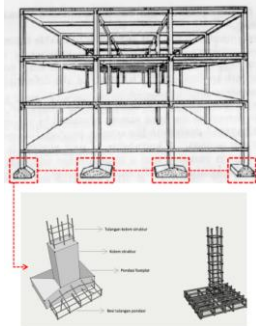 Tulangan kolom struktur
Kolom struktur
Pondasi footplat
Besi tulangan pondasi